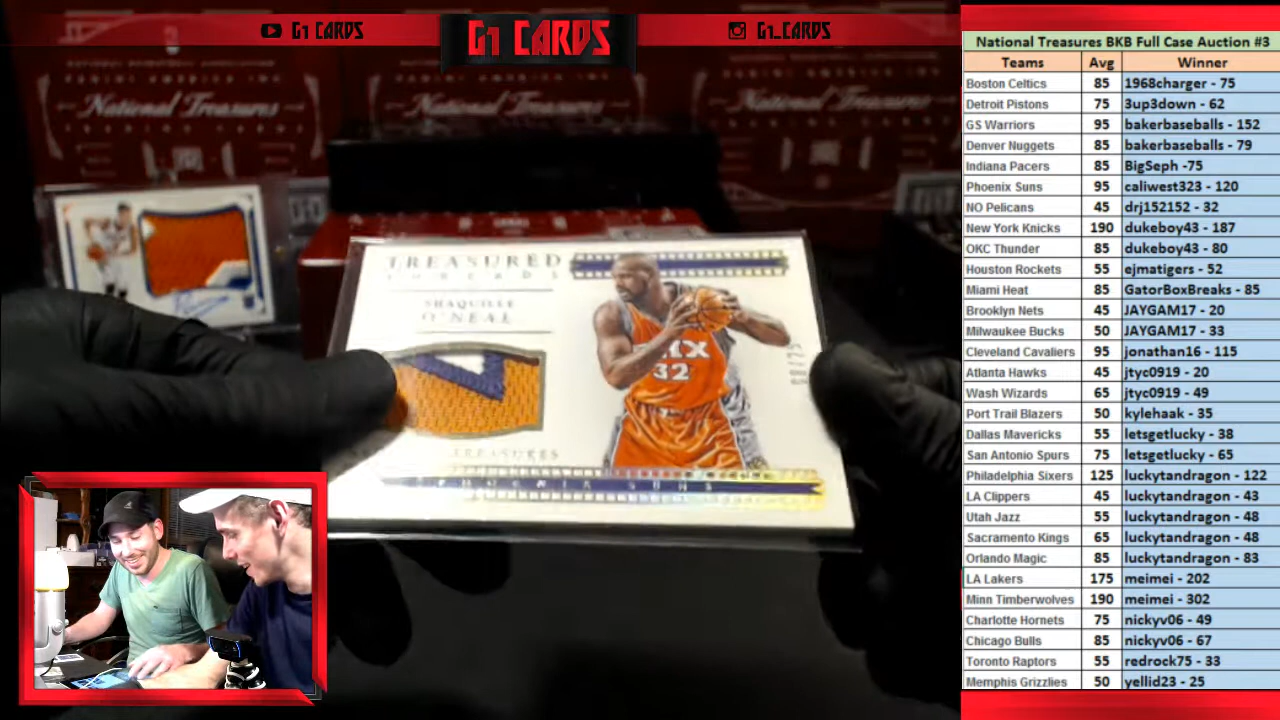 G1 CARDS
G1 CARDS
G1_CARDS
National Treasures
National Treasures
National Treasures
TREASURED
THREADS
SHAQUILLE
O'NEAL
32
TREASURES
PHOENIX SUNS
National Treasures BKB Full Case Auction #3
Teams Avg Winner
Boston Celtics 85 1968charger - 75
Detroit Pistons 75 3up3down - 62
GS Warriors 95 bakerbaseballs - 152
Denver Nuggets 85 bakerbaseballs - 79
Indiana Pacers 85 BigSeph -75
Phoenix Suns 95 caliwest323 - 120
NO Pelicans 45 drj152152 - 32
New York Knicks 190 dukeboy43 - 187
OKC Thunder 85 dukeboy43 - 80
Houston Rockets 55 ejmatigers - 52
Miami Heat 85 GatorBoxBreaks - 85
Brooklyn Nets 45 JAYGAM17 - 20
Milwaukee Bucks 50 JAYGAM17 - 33
Cleveland Cavaliers 95 jonathan16 - 115
Atlanta Hawks 45 jtyc0919 - 20
Wash Wizards 65 jtyc0919 - 49
Port Trail Blazers 50 kylehaak - 35
Dallas Mavericks 55 letsgetlucky - 38
San Antonio Spurs 75 letsgetlucky - 65
Philadelphia Sixers 125 luckytandragon - 122
LA Clippers 45 luckytandragon - 43
Utah Jazz 55 luckytandragon - 48
Sacramento Kings 65 luckytandragon - 48
Orlando Magic 85 luckytandragon - 83
LA Lakers 175 meimei - 202
Minn Timberwolves 190 meimei - 302
Charlotte Hornets 75 nickyv06 - 49
Chicago Bulls 85 nickyv06 - 67
Toronto Raptors 55 redrock75 - 33
Memphis Grizzlies 50 yellid23 - 25